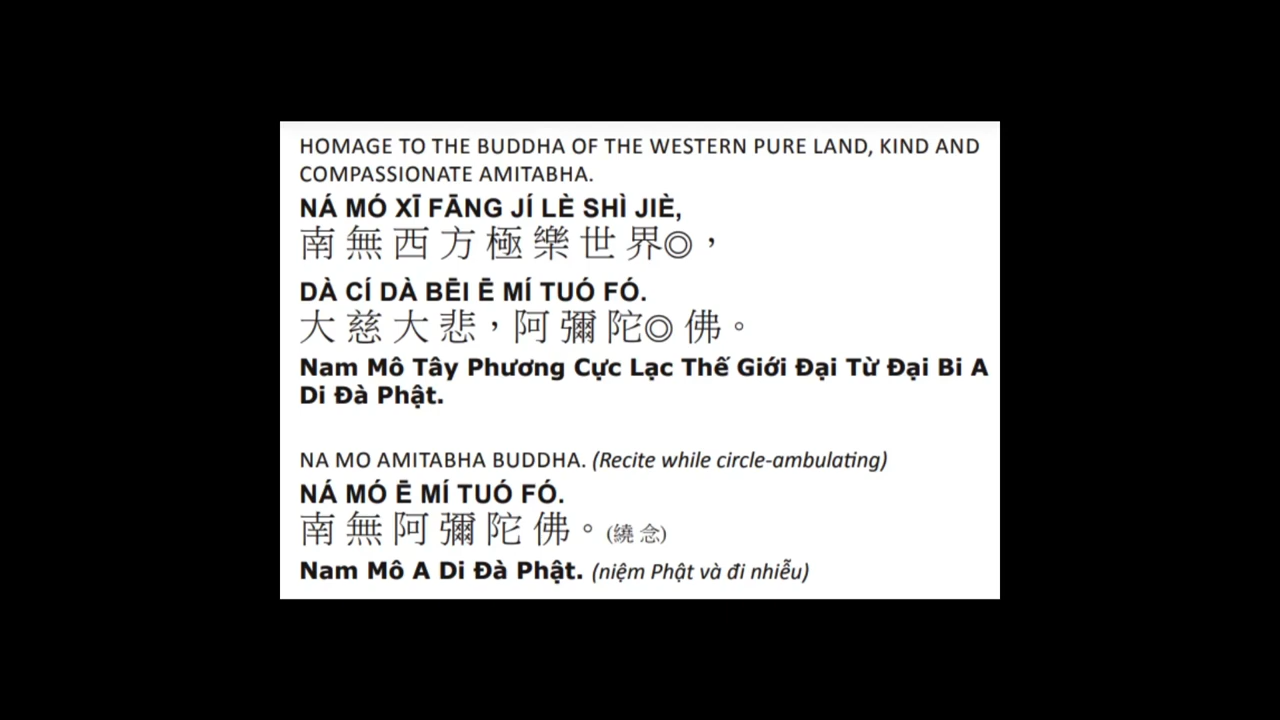 HOMAGE TO THE BUDDHA OF THE WESTERN PURE LAND, KIND AND
COMPASSIONATE AMITABHA.
NÁ MÓ XĪ FĀNG JÍ LÈ SHÌ JIÈ,
南無西方極樂世界◎，
DÀ CÍ DÀ BĒI Ē MÍ TUÓ FÓ.
大慈大悲，阿彌陀◎佛。
Nam Mô Tây Phương Cực Lạc Thế Giới Đại Từ Đại Bi A
Di Đà Phật.
NA MO AMITABHA BUDDHA. (Recite while circle-ambulating)
NÁ MÓ Ē MÍ TUÓ FÓ.
南無阿彌陀佛。(繞念)
Nam Mô A Di Đà Phật. (niệm Phật và đi nhiễu)